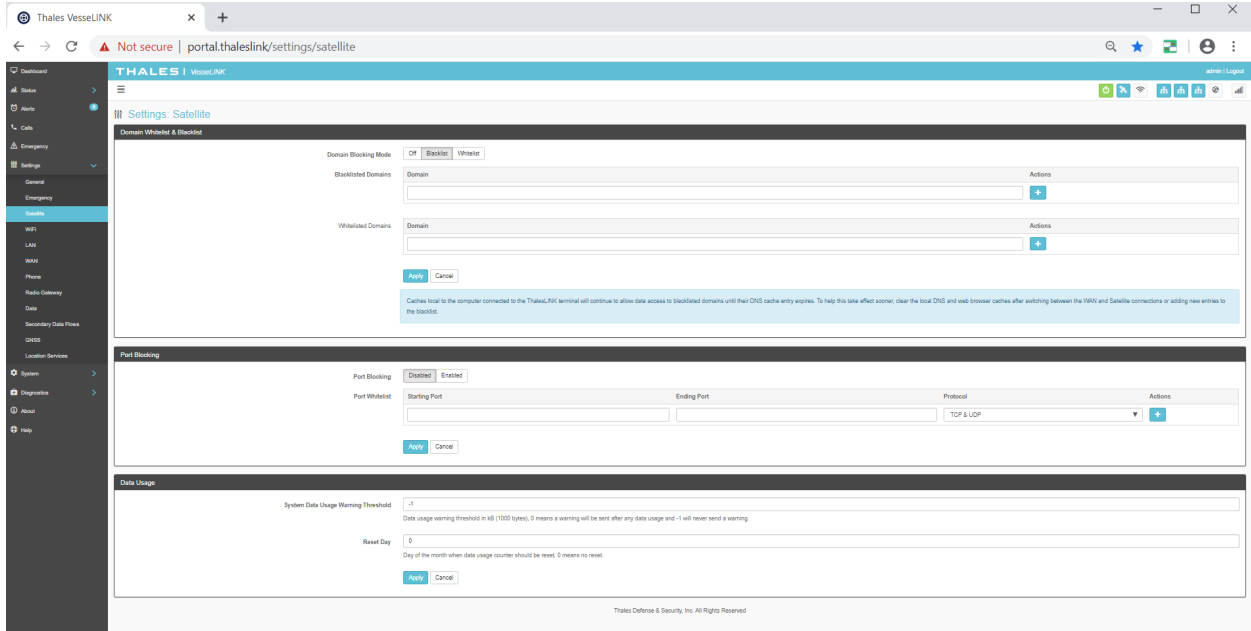 Thales VesselLINK
Not secure | portal.thaleslink/settings/satellite
Dashboard
THALES | VesseLINK
admin | Logout
Status
Alerts
Calls
Emergency
Settings
General
Emergency
Satellite
WiFi
LAN
WAN
Phone
Radio Gateway
Data
Secondary Data Flows
GNSS
Location Services
System
Diagnostics
About
Help
Settings: Satellite
Domain Whitelist & Blacklist
Domain Blocking Mode Off Blacklist Whitelist
Blacklisted Domains Domain Actions
Whitelisted Domains Domain Actions
Apply Cancel
Caches local to the computer connected to the ThalesLINK terminal will continue to allow data access to blacklisted domains until their DNS cache entry expires. To help this take effect sooner, clear the local DNS and web browser caches after switching between the WAN and Satellite connections or adding new entries to
the blacklist.
Port Blocking
Port Blocking Disabled Enabled
Port Whitelist Starting Port Ending Port Protocol Actions
TCP & UDP
Apply Cancel
Data Usage
System Data Usage Warning Threshold -1
Data usage warning threshold in kB (1000 bytes), 0 means a warning will be sent after any data usage and -1 will never send a warning.
Reset Day 0
Day of the month when data usage counter should be reset, 0 means no reset.
Apply Cancel
Thales Defense & Security, Inc. All Rights Reserved